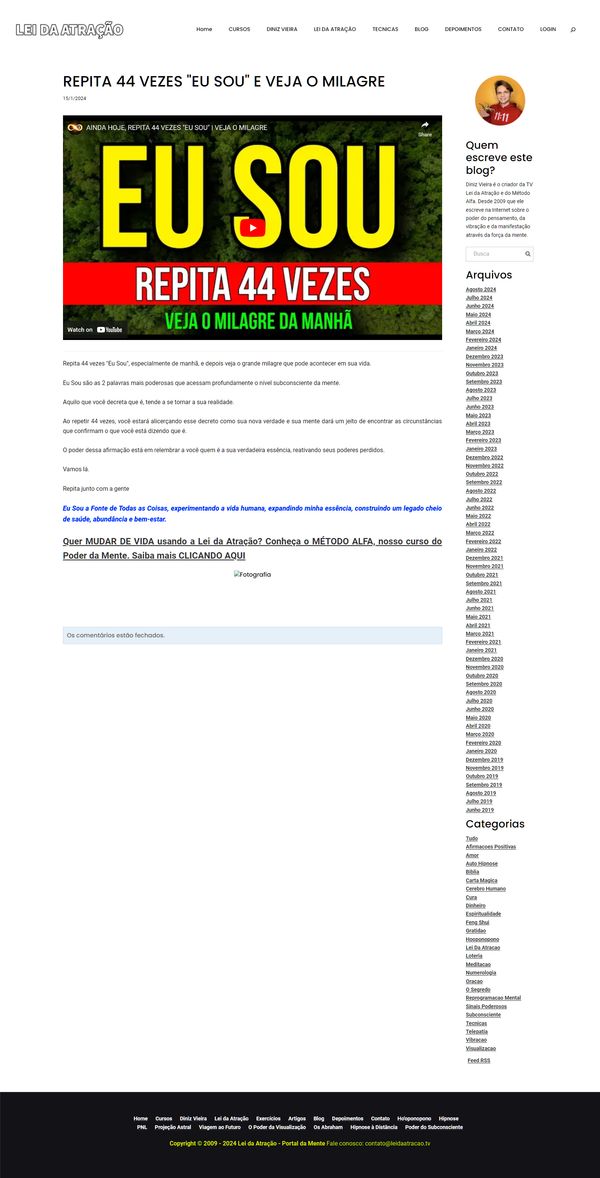 LEI DA ATRAÇÃO
Home CURSOS DINIZ VIEIRA LEI DA ATRAÇÃO TECNICAS BLOG DEPOIMENTOS CONTATO LOGIN
REPITA 44 VEZES "EU SOU" E VEJA O MILAGRE
15/1/2024
AINDA HOJE, REPITA 44 VEZES "EU SOU" | VEJA O MILAGRE
Share
EU SOU
REPITA 44 VEZES
VEJA O MILAGRE DA MANHÃ
Watch on YouTube
Repita 44 vezes "Eu Sou", especialmente de manhã, e depois veja o grande milagre que pode acontecer em sua vida.
Eu Sou são as 2 palavras mais poderosas que acessam profundamente o nível subconsciente da mente.
Aquilo que você decreta que é, tende a se tornar a sua realidade.
Ao repetir 44 vezes, você estará alicerçando esse decreto como sua nova verdade e sua mente dará um jeito de encontrar as circunstâncias
que confirmam o que você está dizendo que é.
O poder dessa afirmação está em relembrar a você quem é a sua verdadeira essência, reativando seus poderes perdidos.
Vamos lá.
Repita junto com a gente
Eu Sou a Fonte de Todas as Coisas, experimentando a vida humana, expandindo minha essência, construindo um legado cheio
de saúde, abundância e bem-estar.
Quer MUDAR DE VIDA usando a Lei da Atração? Conheça o MÉTODO ALFA, nosso curso do
Poder da Mente. Saiba mais CLICANDO AQUI
Fotografia
Os comentários estão fechados.
11:11
Quem
escreve este
blog?
Diniz Vieira é o criador da TV
Lei da Atração e do Método
Alfa. Desde 2009 que ele
escreve na Internet sobre o
poder do pensamento, da
vibração e da manifestação
através da força da mente.
Busca
Arquivos
Agosto 2024
Julho 2024
Junho 2024
Maio 2024
Abril 2024
Março 2024
Fevereiro 2024
Janeiro 2024
Dezembro 2023
Novembro 2023
Outubro 2023
Setembro 2023
Agosto 2023
Julho 2023
Junho 2023
Maio 2023
Abril 2023
Março 2023
Fevereiro 2023
Janeiro 2023
Dezembro 2022
Novembro 2022
Outubro 2022
Setembro 2022
Agosto 2022
Julho 2022
Junho 2022
Maio 2022
Abril 2022
Março 2022
Fevereiro 2022
Janeiro 2022
Dezembro 2021
Novembro 2021
Outubro 2021
Setembro 2021
Agosto 2021
Julho 2021
Junho 2021
Maio 2021
Abril 2021
Março 2021
Fevereiro 2021
Janeiro 2021
Dezembro 2020
Novembro 2020
Outubro 2020
Setembro 2020
Agosto 2020
Julho 2020
Junho 2020
Maio 2020
Abril 2020
Março 2020
Fevereiro 2020
Janeiro 2020
Dezembro 2019
Novembro 2019
Outubro 2019
Setembro 2019
Agosto 2019
Julho 2019
Junho 2019
Categorias
Tudo
Afirmacoes Positivas
Amor
Auto Hipnose
Biblia
Carta Magica
Cerebro Humano
Cura
Dinheiro
Espiritualidade
Feng Shui
Gratidao
Hooponopono
Lei Da Atracao
Loteria
Meditacao
Numerologia
Oracao
O Segredo
Reprogramacao Mental
Sinais Poderosos
Subconsciente
Tecnicas
Telepatia
Vibracao
Visualizacao
Feed RSS
Home Cursos Diniz Vieira Lei da Atração Exercícios Artigos Blog Depoimentos Contato Ho'oponopono Hipnose
PNL Projeção Astral Viagem ao Futuro O Poder da Visualização Os Abraham Hipnose à Distância Poder do Subconsciente
Copyright © 2009 - 2024 Lei da Atração - Portal da Mente Fale conosco: contato@leidaatracao.tv